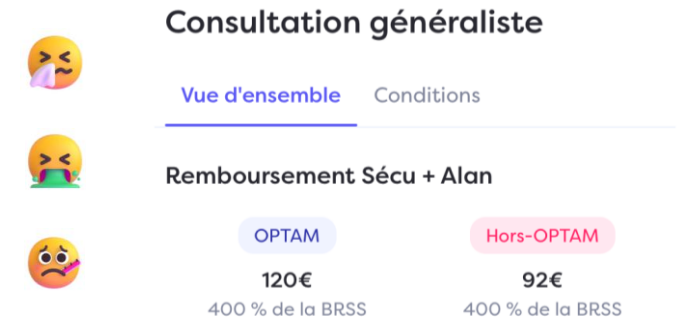 Consultation généraliste
Vue d'ensemble Conditions
Remboursement Sécu + Alan
OPTAM Hors-OPTAM
120€ 92€
400 % de la BRSS 400 % de la BRSS